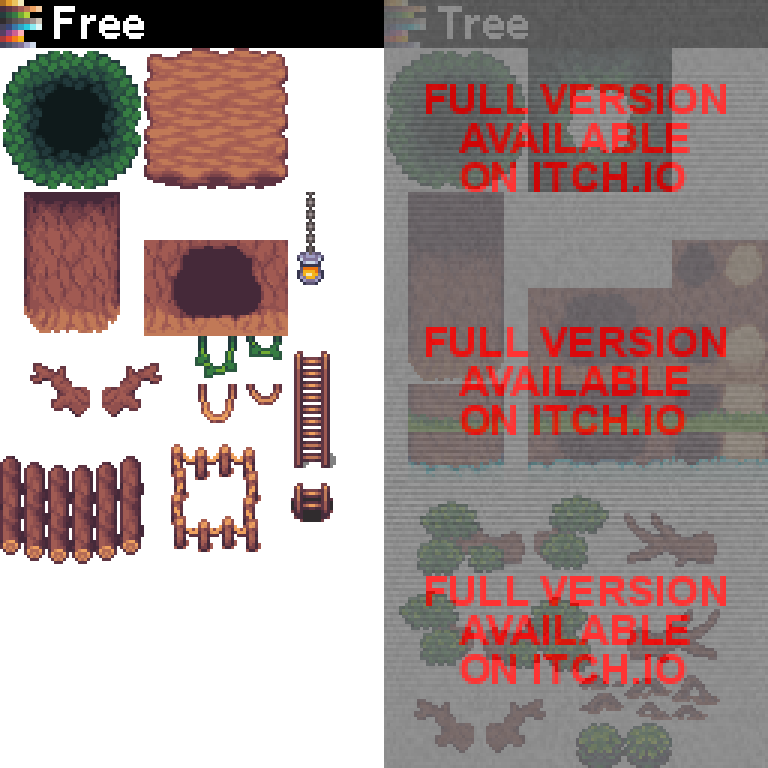 Free
Tree
FULL VERSION
AVAILABLE
ON ITCH.IO
FULL VERSION
AVAILABLE
ON ITCH.IO
FULL VERSION
AVAILABLE
ON ITCH.IO